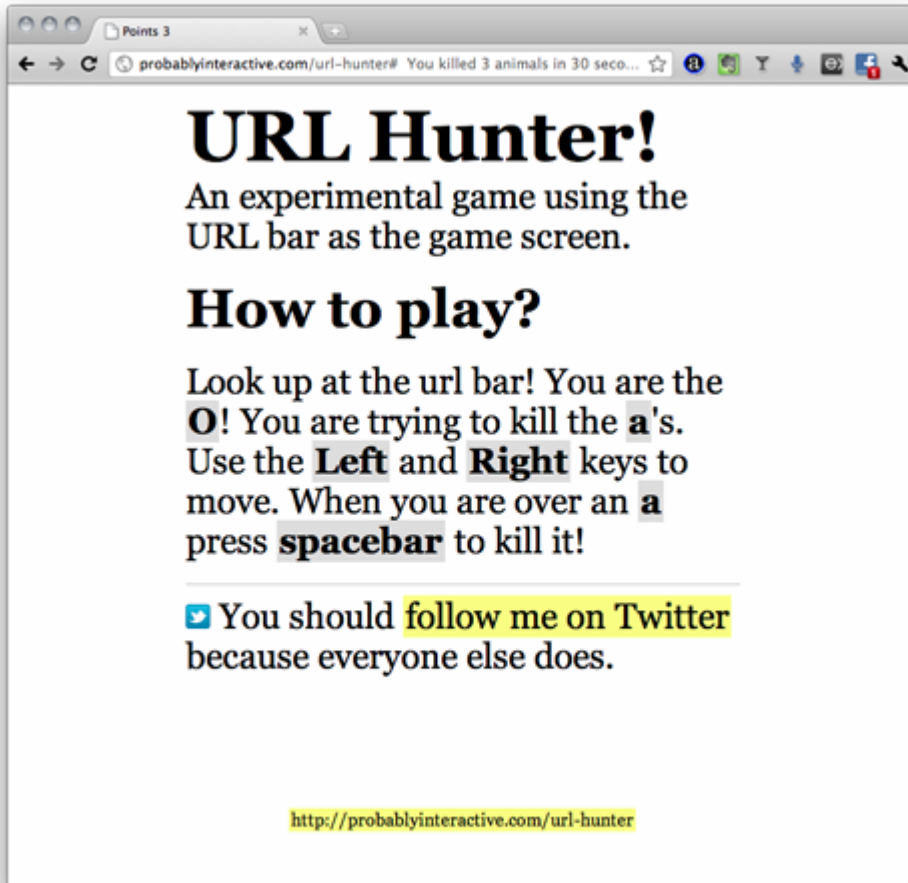 Points 3
probablyinteractive.com/url-hunter# You killed 3 animals in 30 seco...
URL Hunter!
An experimental game using the
URL bar as the game screen.
How to play?
Look up at the url bar! You are the
O! You are trying to kill the a's.
Use the Left and Right keys to
move. When you are over an a
press spacebar to kill it!
You should follow me on Twitter
because everyone else does.
http://probablyinteractive.com/url-hunter